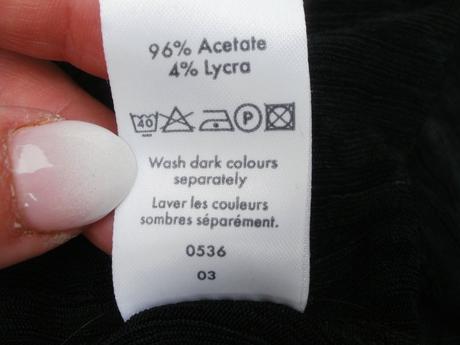 96% Acetate
4% Lycra
40 P
Wash dark colours
separately
Laver les couleurs
sombres séparément.
0536
03